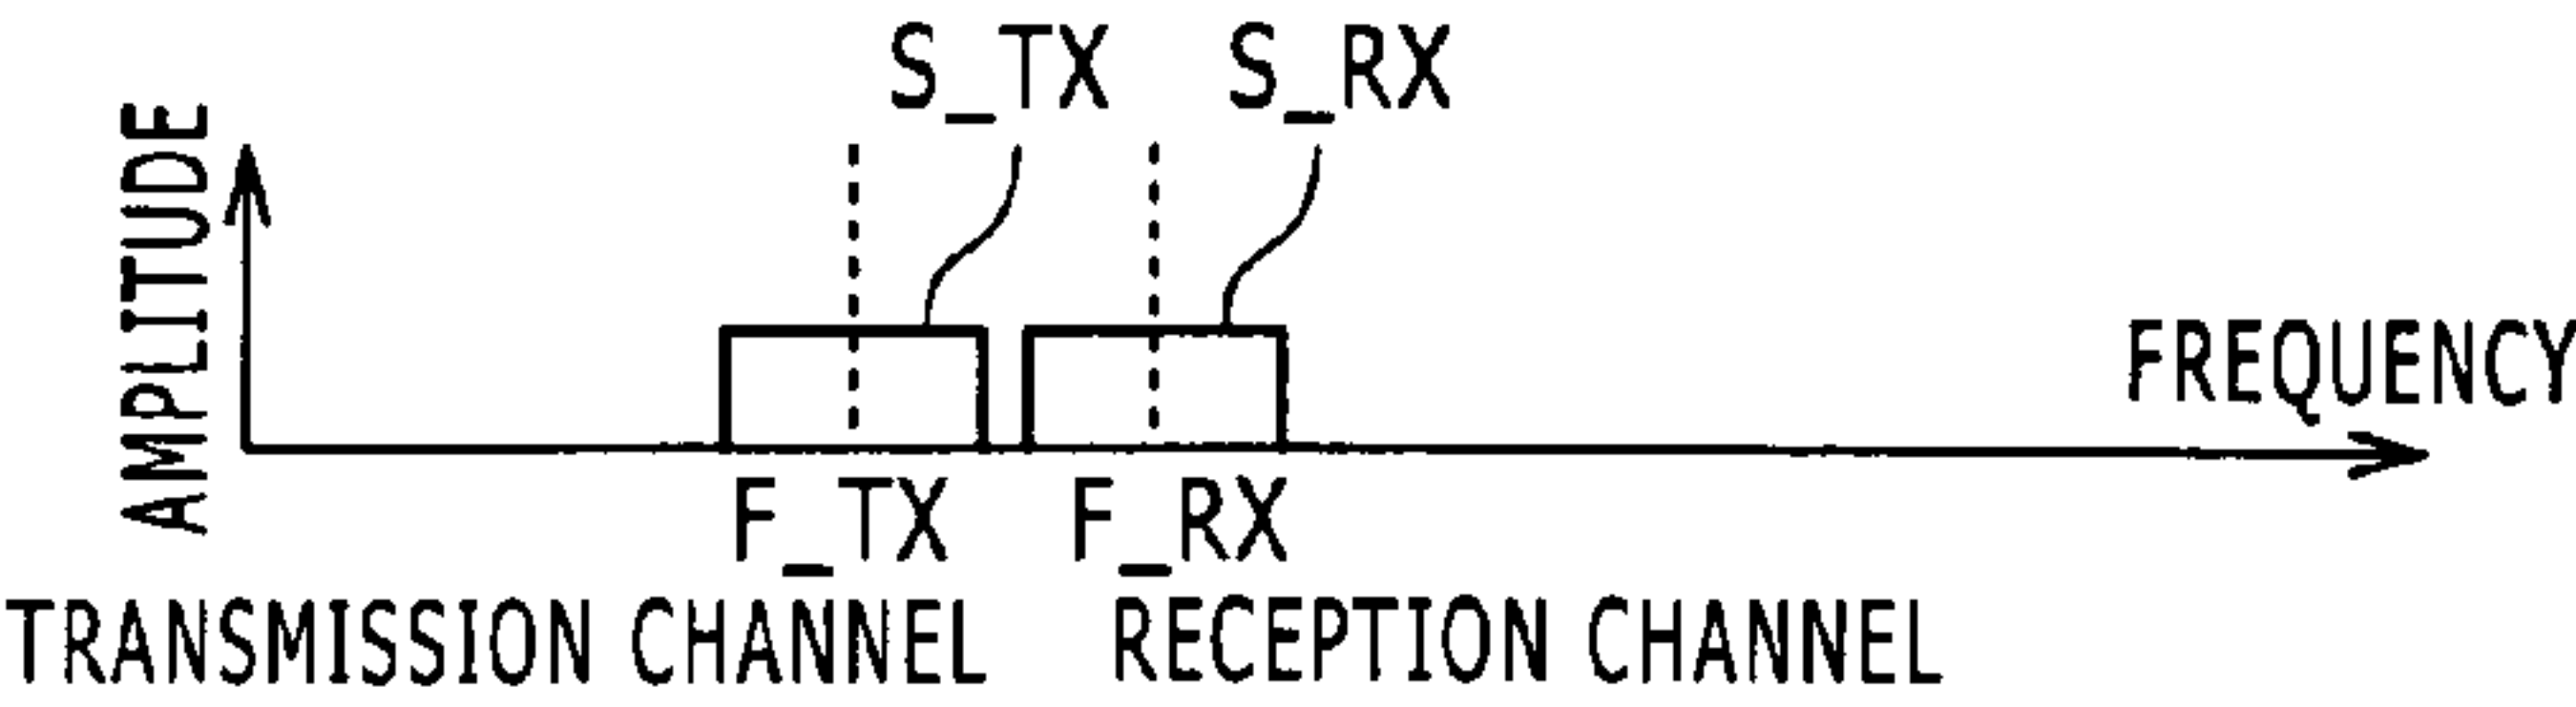 S_TX S_RX
AMPLITUDE
FREQUENCY
F_TX F_RX
TRANSMISSION CHANNEL RECEPTION CHANNEL